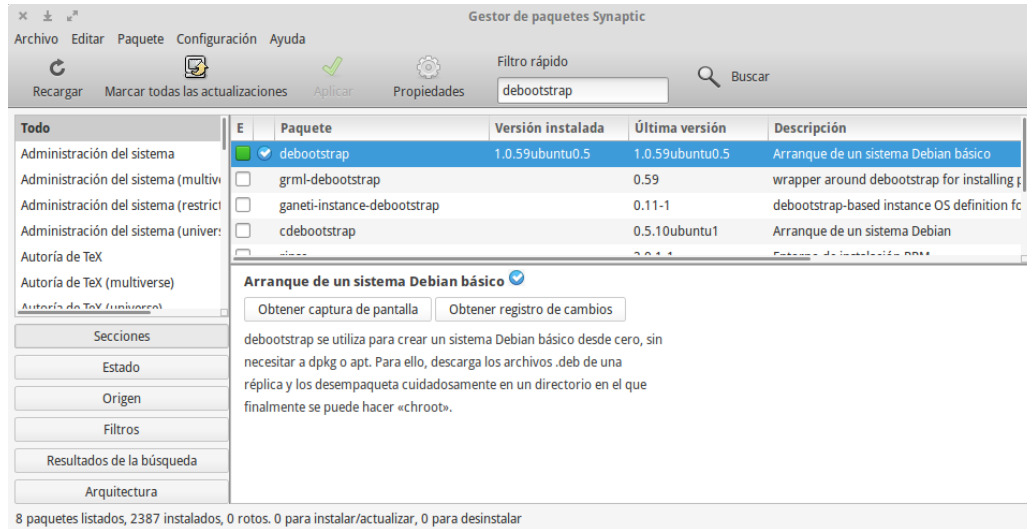 Gestor de paquetes Synaptic
Archivo Editar Paquete Configuración Ayuda
Recargar
Marcar todas las actualizaciones
Aplicar
Propiedades
Filtro rápido
debootstrap
Buscar
Todo
Administración del sistema
Administración del sistema (multive
Administración del sistema (restrict
Administración del sistema (univers
Autoría de TeX
Autoría de TeX (multiverse)
Autoría de TeX (universo)
Secciones
Estado
Origen
Filtros
Resultados de la búsqueda
Arquitectura
E Paquete Versión instalada Última versión Descripción
debootstrap 1.0.59ubuntu0.5 1.0.59ubuntu0.5 Arranque de un sistema Debian básico
grml-debootstrap 0.59 wrapper around debootstrap for installing p
ganeti-instance-debootstrap 0.11-1 debootstrap-based instance OS definition fo
cdebootstrap 0.5.10ubuntu1 Arranque de un sistema Debian
Arranque de un sistema Debian básico
Obtener captura de pantalla
Obtener registro de cambios
debootstrap se utiliza para crear un sistema Debian básico desde cero, sin
necesitar a dpkg o apt. Para ello, descarga los archivos .deb de una
réplica y los desempaqueta cuidadosamente en un directorio en el que
finalmente se puede hacer «chroot».
8 paquetes listados, 2387 instalados, 0 rotos. 0 para instalar/actualizar, 0 para desinstalar